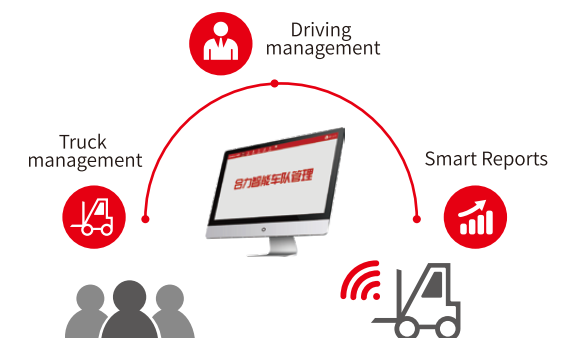 Driving
management
Truck
management
Smart Reports
合力智能车队管理